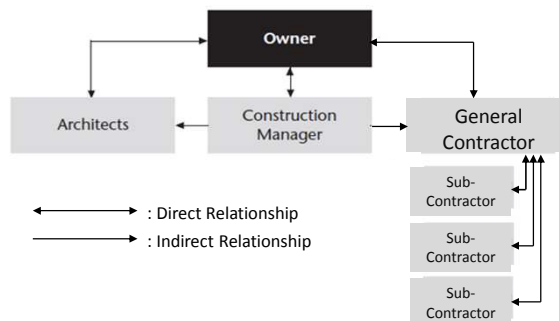 Owner
Architects
Construction
Manager
General
Contractor
Sub-
Contractor
Sub-
Contractor
Sub-
Contractor
: Direct Relationship
: Indirect Relationship